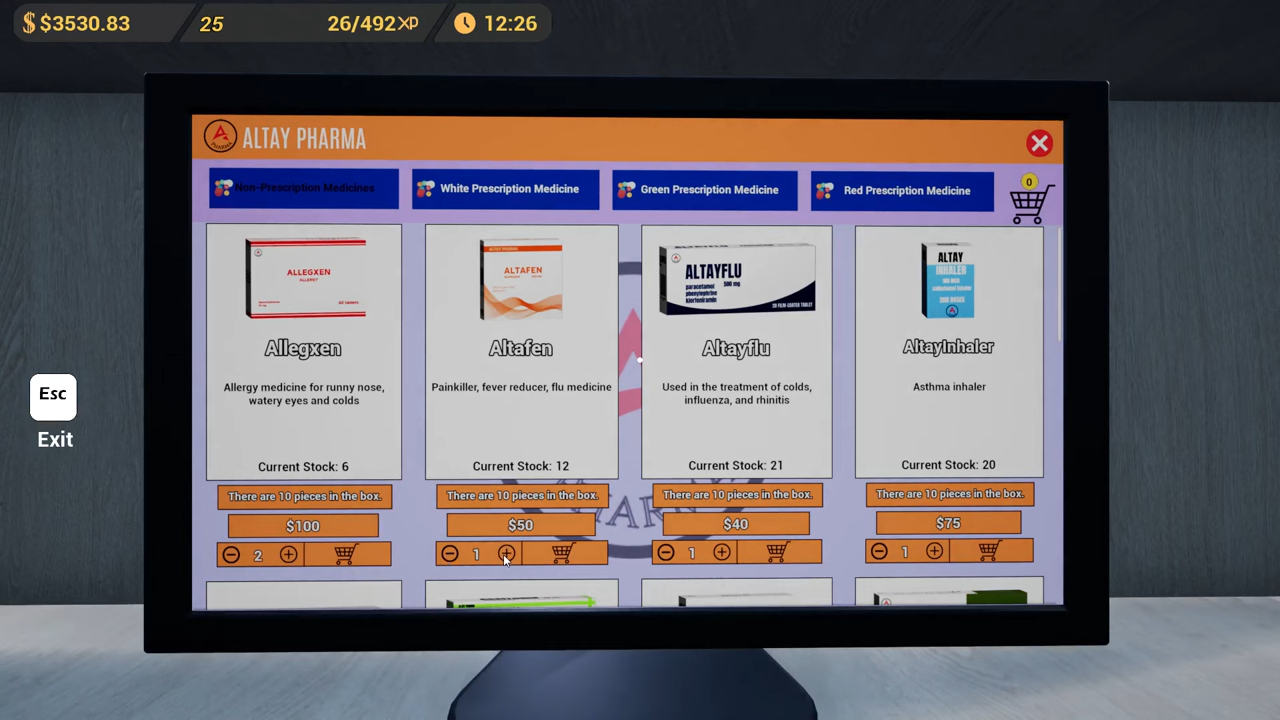 $3530.83
25
26/492XP
12:26
ALTAY PHARMA
Non-Prescription Medicines
White Prescription Medicine
Green Prescription Medicine
Red Prescription Medicine
0
ALLEGXEN
ALTAFEN
ALTAYFLU
paracetamol
500 mg
ALTAY
INHALER
Allegxen
Altafen
Altayflu
AltayInhaler
Allergy medicine for runny nose,
watery eyes and colds
Painkiller, fever reducer, flu medicine
Used in the treatment of colds,
influenza, and rhinitis
Asthma inhaler
Current Stock: 6
Current Stock: 12
Current Stock: 21
Current Stock: 20
There are 10 pieces in the box.
There are 10 pieces in the box.
There are 10 pieces in the box.
There are 10 pieces in the box.
$100
$50
$40
$75
2
1
1
1
Esc
Exit